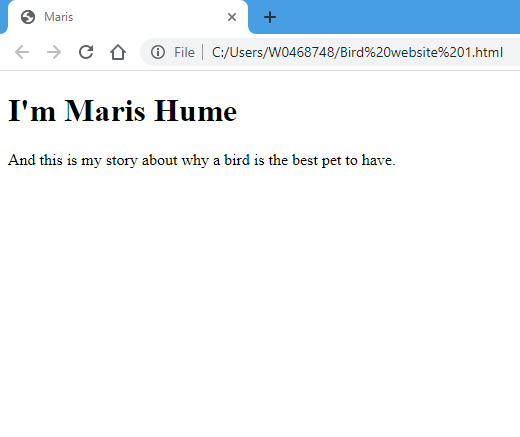 Maris
File C:/Users/W0468748/Bird%20website%201.html
I'm Maris Hume
And this is my story about why a bird is the best pet to have.